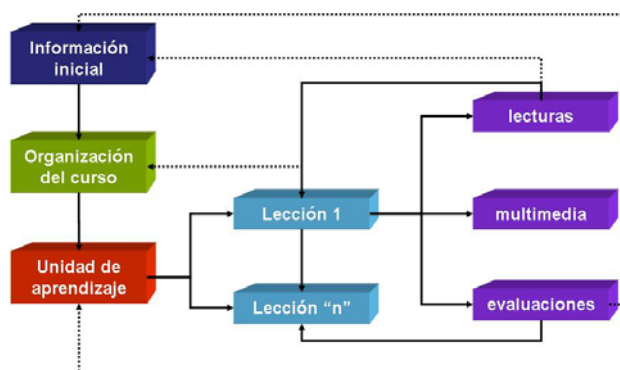 Información
inicial
lecturas
Organización
del curso
Lección 1
multimedia
Unidad de
aprendizaje
Lección “n”
evaluaciones